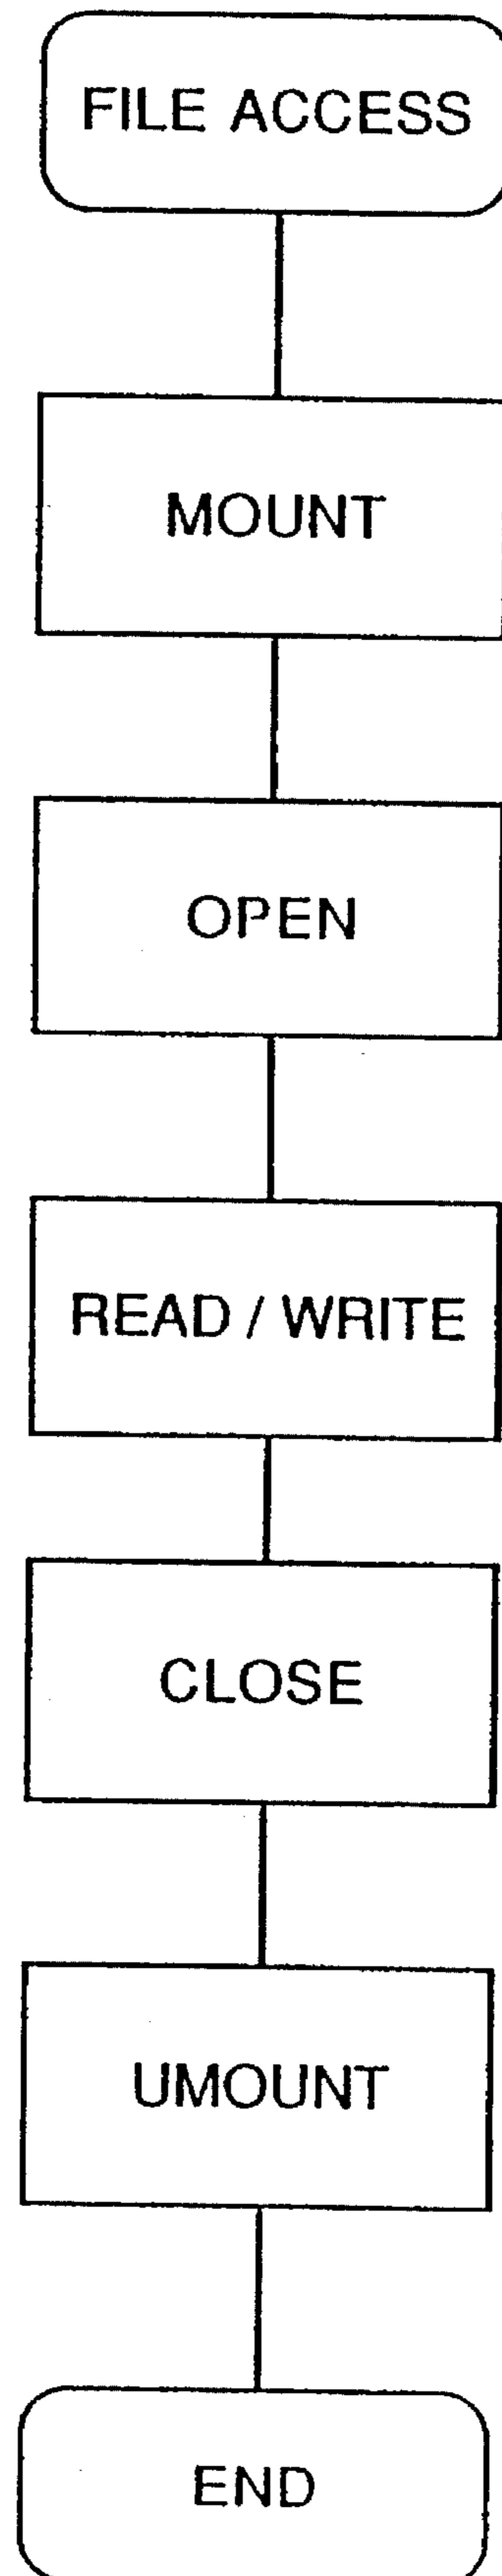 FILE ACCESS
MOUNT
OPEN
READ / WRITE
CLOSE
UMOUNT
END